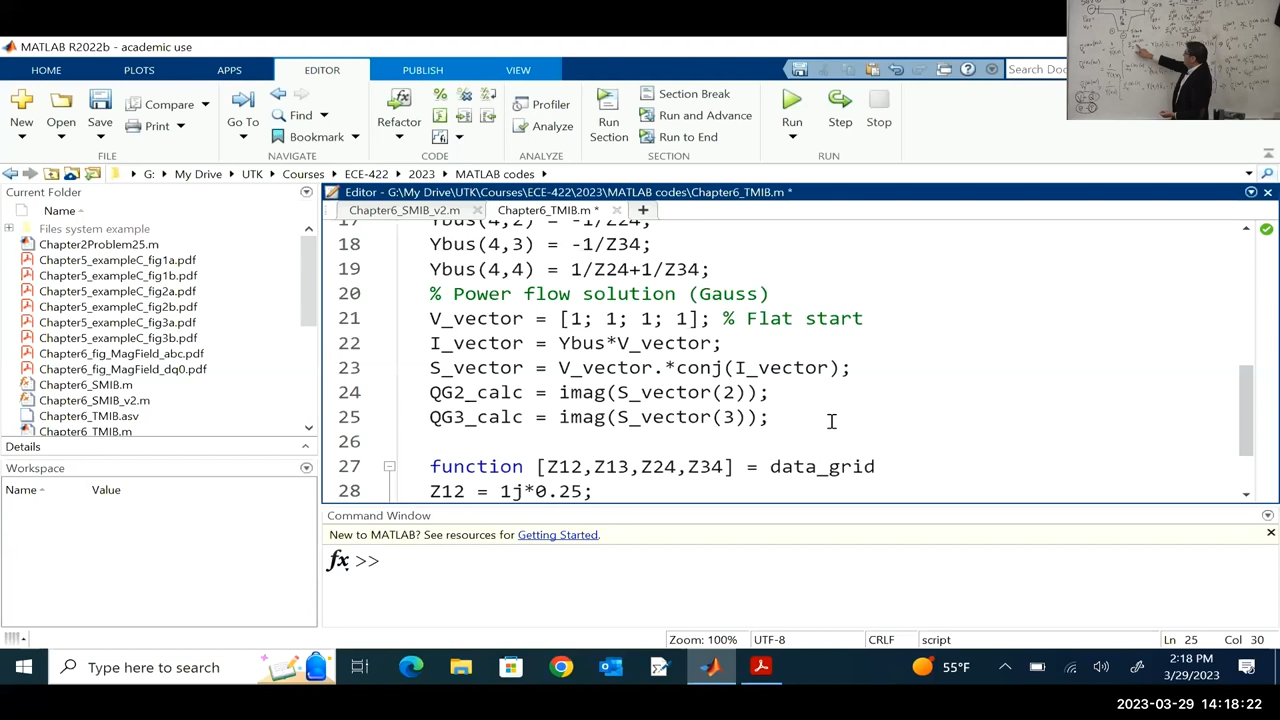 MATLAB R2022b - academic use
HOME PLOTS APPS EDITOR PUBLISH VIEW Search Doc
New Open Save Compare Print Go To Find Bookmark Refactor Profiler Analyze Run Section Section Break Run and Advance Run to End Run Step Stop
FILE NAVIGATE CODE ANALYZE SECTION RUN
G: My Drive UTK Courses ECE-422 2023 MATLAB codes
Current Folder
Name
Files system example
Chapter2Problem25.m
Chapter5_exampleC_fig1a.pdf
Chapter5_exampleC_fig1b.pdf
Chapter5_exampleC_fig2a.pdf
Chapter5_exampleC_fig2b.pdf
Chapter5_exampleC_fig3a.pdf
Chapter5_exampleC_fig3b.pdf
Chapter6_fig_MagField_abc.pdf
Chapter6_fig_MagField_dq0.pdf
Chapter6_SMIB.m
Chapter6_SMIB_v2.m
Chapter6_TMIB.asv
Chapter6_TMIB.m
Details
Workspace
Name Value
Editor - G:\My Drive\UTK\Courses\ECE-422\2023\MATLAB codes\Chapter6_TMIB.m *
Chapter6_SMIB_v2.m Chapter6_TMIB.m *
17 Ybus(4,2) = -1/Z24;
18 Ybus(4,3) = -1/Z34;
19 Ybus(4,4) = 1/Z24+1/Z34;
20 % Power flow solution (Gauss)
21 V_vector = [1; 1; 1; 1]; % Flat start
22 I_vector = Ybus*V_vector;
23 S_vector = V_vector.*conj(I_vector);
24 QG2_calc = imag(S_vector(2));
25 QG3_calc = imag(S_vector(3));
26
27 function [Z12,Z13,Z24,Z34] = data_grid
28 Z12 = 1j*0.25;
Command Window
New to MATLAB? See resources for Getting Started.
fx >>
Zoom: 100% UTF-8 CRLF script Ln 25 Col 30
Type here to search
55°F
2:18 PM
3/29/2023
2023-03-29 14:18:22